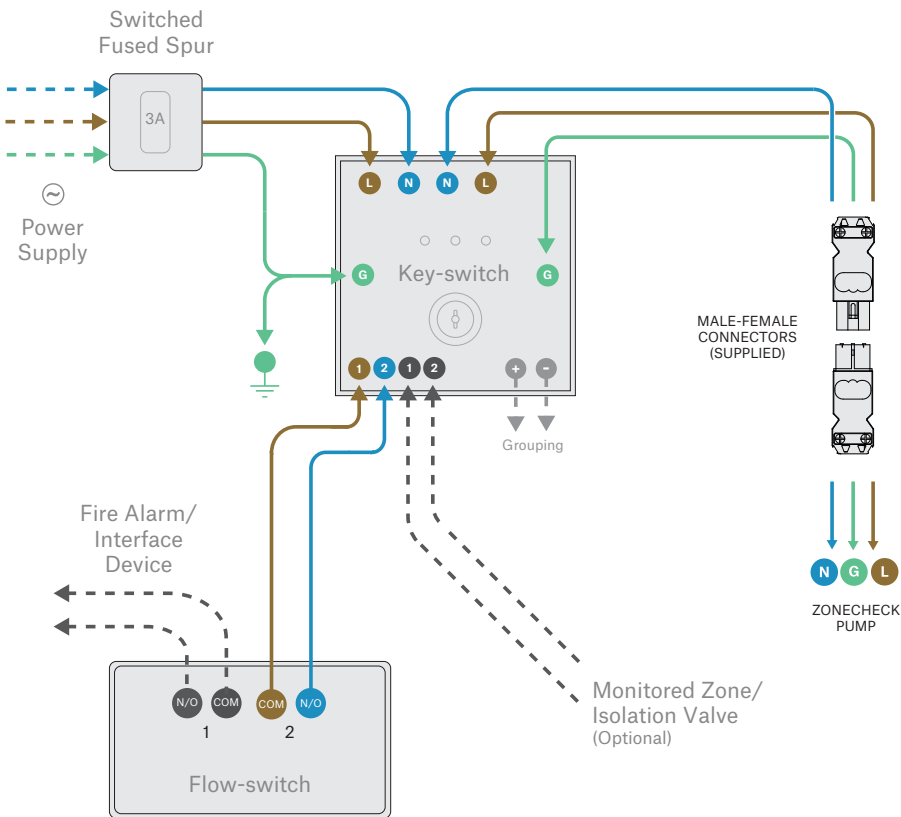 Switched
Fused Spur
3A
Power
Supply
L N N L
G Key-switch G
1 2 1 2 + -
Grouping
MALE-FEMALE
CONNECTORS
(SUPPLIED)
N G L
ZONECHECK
PUMP
Fire Alarm/
Interface
Device
N/O COM COM N/O
1 2
Flow-switch
Monitored Zone/
Isolation Valve
(Optional)